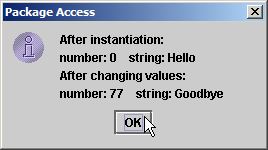 Package Access
After instantiation:
number: 0 string: Hello
After changing values:
number: 77 string: Goodbye
OK